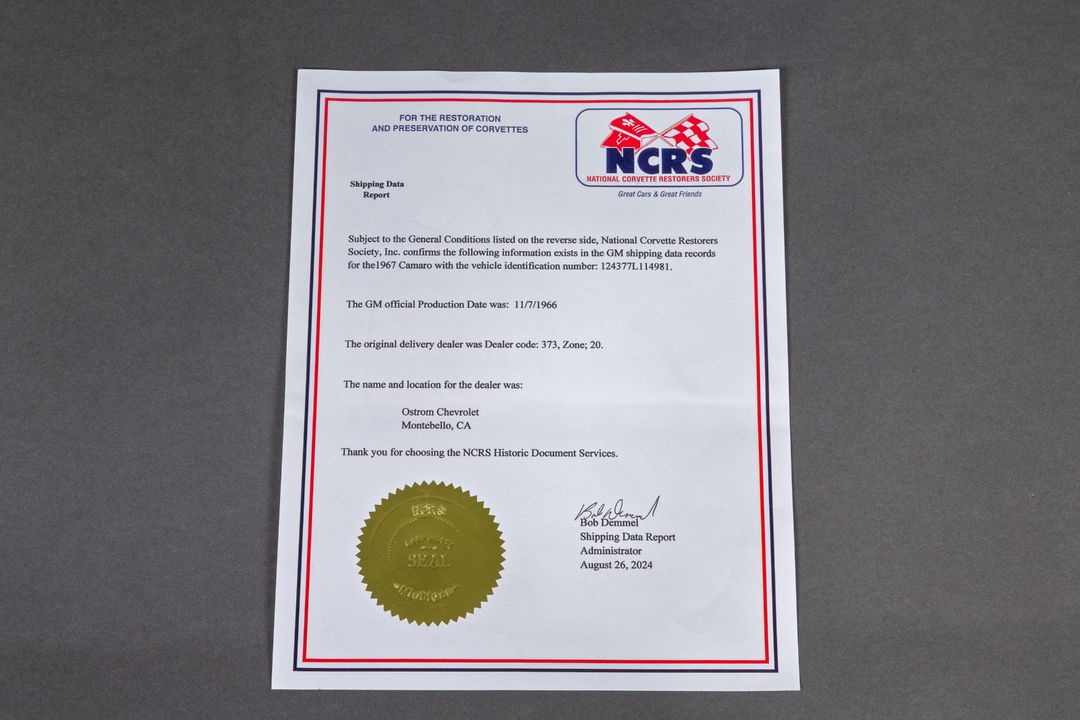 FOR THE RESTORATION
AND PRESERVATION OF CORVETTES
NCRS
NATIONAL CORVETTE RESTORERS SOCIETY
Great Cars & Great Friends
Shipping Data
Report
Subject to the General Conditions listed on the reverse side, National Corvette Restorers
Society, Inc. confirms the following information exists in the GM shipping data records
for the1967 Camaro with the vehicle identification number: 124377L114981.
The GM official Production Date was: 11/7/1966
The original delivery dealer was Dealer code: 373, Zone; 20.
The name and location for the dealer was:
Ostrom Chevrolet
Montebello, CA
Thank you for choosing the NCRS Historic Document Services.
NCRS
SEAL
Bob Demmel
Bob Demmel
Shipping Data Report
Administrator
August 26, 2024